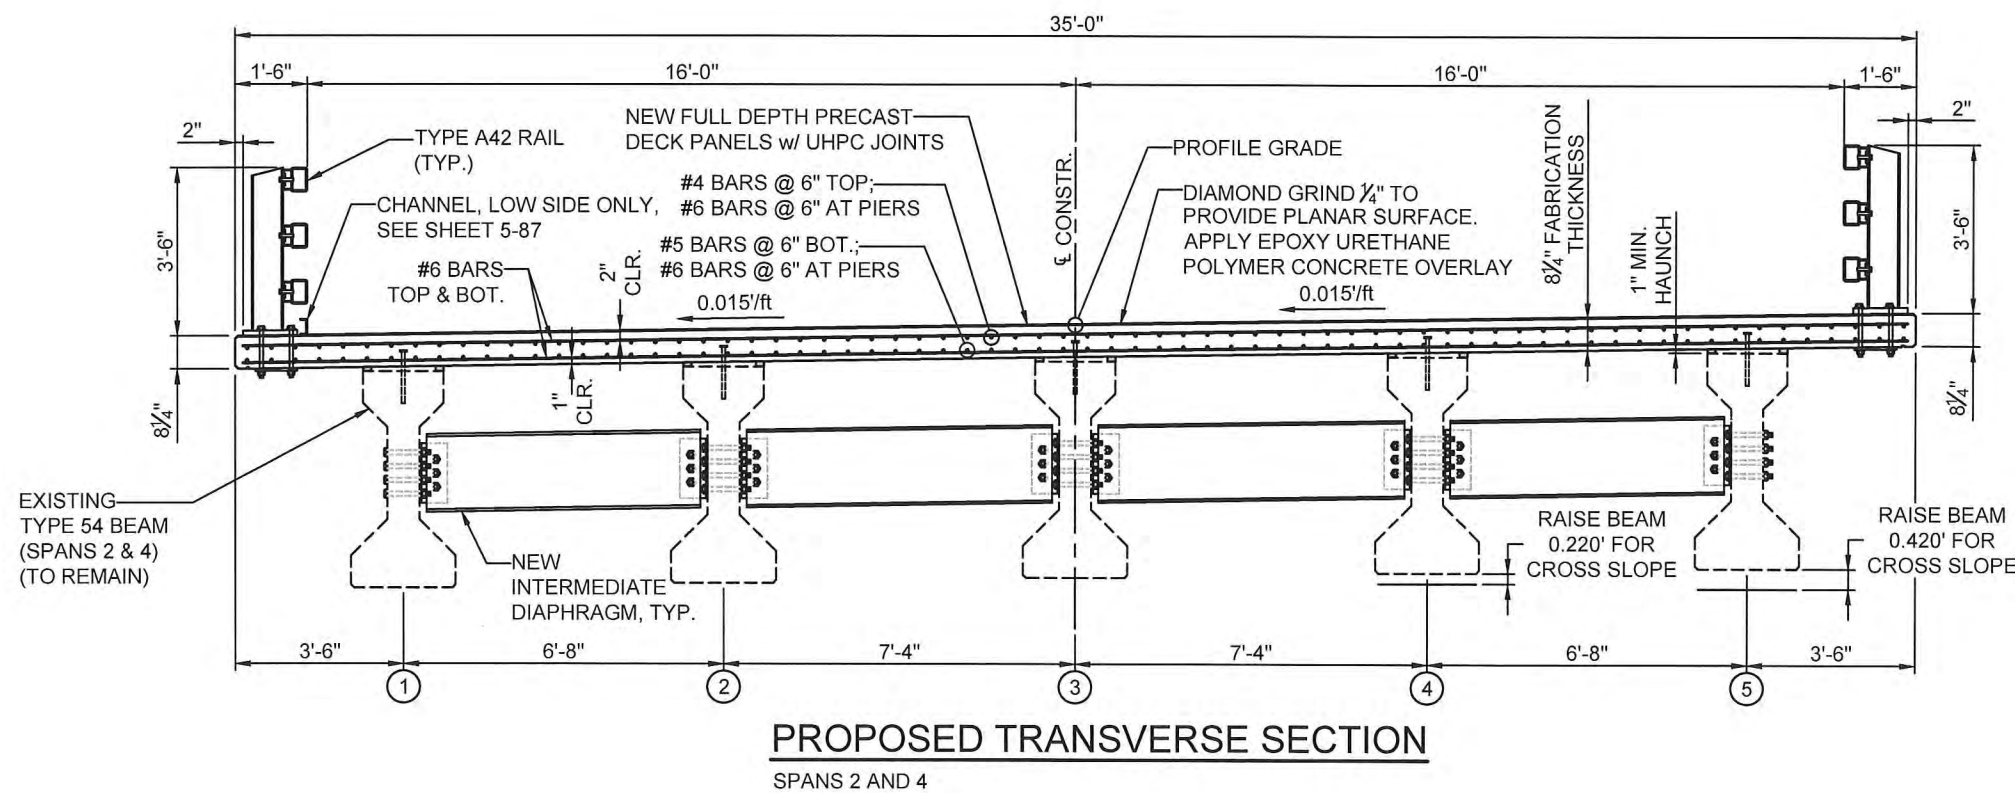 35'-0"
1'-6"
16'-0"
16'-0"
1'-6"
2"
TYPE A42 RAIL
(TYP.)
NEW FULL DEPTH PRECAST
DECK PANELS w/ UHPC JOINTS
℄ CONSTR.
PROFILE GRADE
8¼" FABRICATION
THICKNESS
2"
CHANNEL, LOW SIDE ONLY,
SEE SHEET 5-87
#4 BARS @ 6" TOP;
#6 BARS @ 6" AT PIERS
DIAMOND GRIND ¼" TO
PROVIDE PLANAR SURFACE.
APPLY EPOXY URETHANE
POLYMER CONCRETE OVERLAY
1" MIN.
HAUNCH
3'-6"
3'-6"
#6 BARS
TOP & BOT.
2"
CLR.
#5 BARS @ 6" BOT.;
#6 BARS @ 6" AT PIERS
0.015'/ft
0.015'/ft
8¼"
1"
CLR.
8¼"
EXISTING
TYPE 54 BEAM
(SPANS 2 & 4)
(TO REMAIN)
NEW
INTERMEDIATE
DIAPHRAGM, TYP.
RAISE BEAM
0.220' FOR
CROSS SLOPE
RAISE BEAM
0.420' FOR
CROSS SLOPE
3'-6"
6'-8"
7'-4"
7'-4"
6'-8"
3'-6"
1
2
3
4
5
PROPOSED TRANSVERSE SECTION
SPANS 2 AND 4